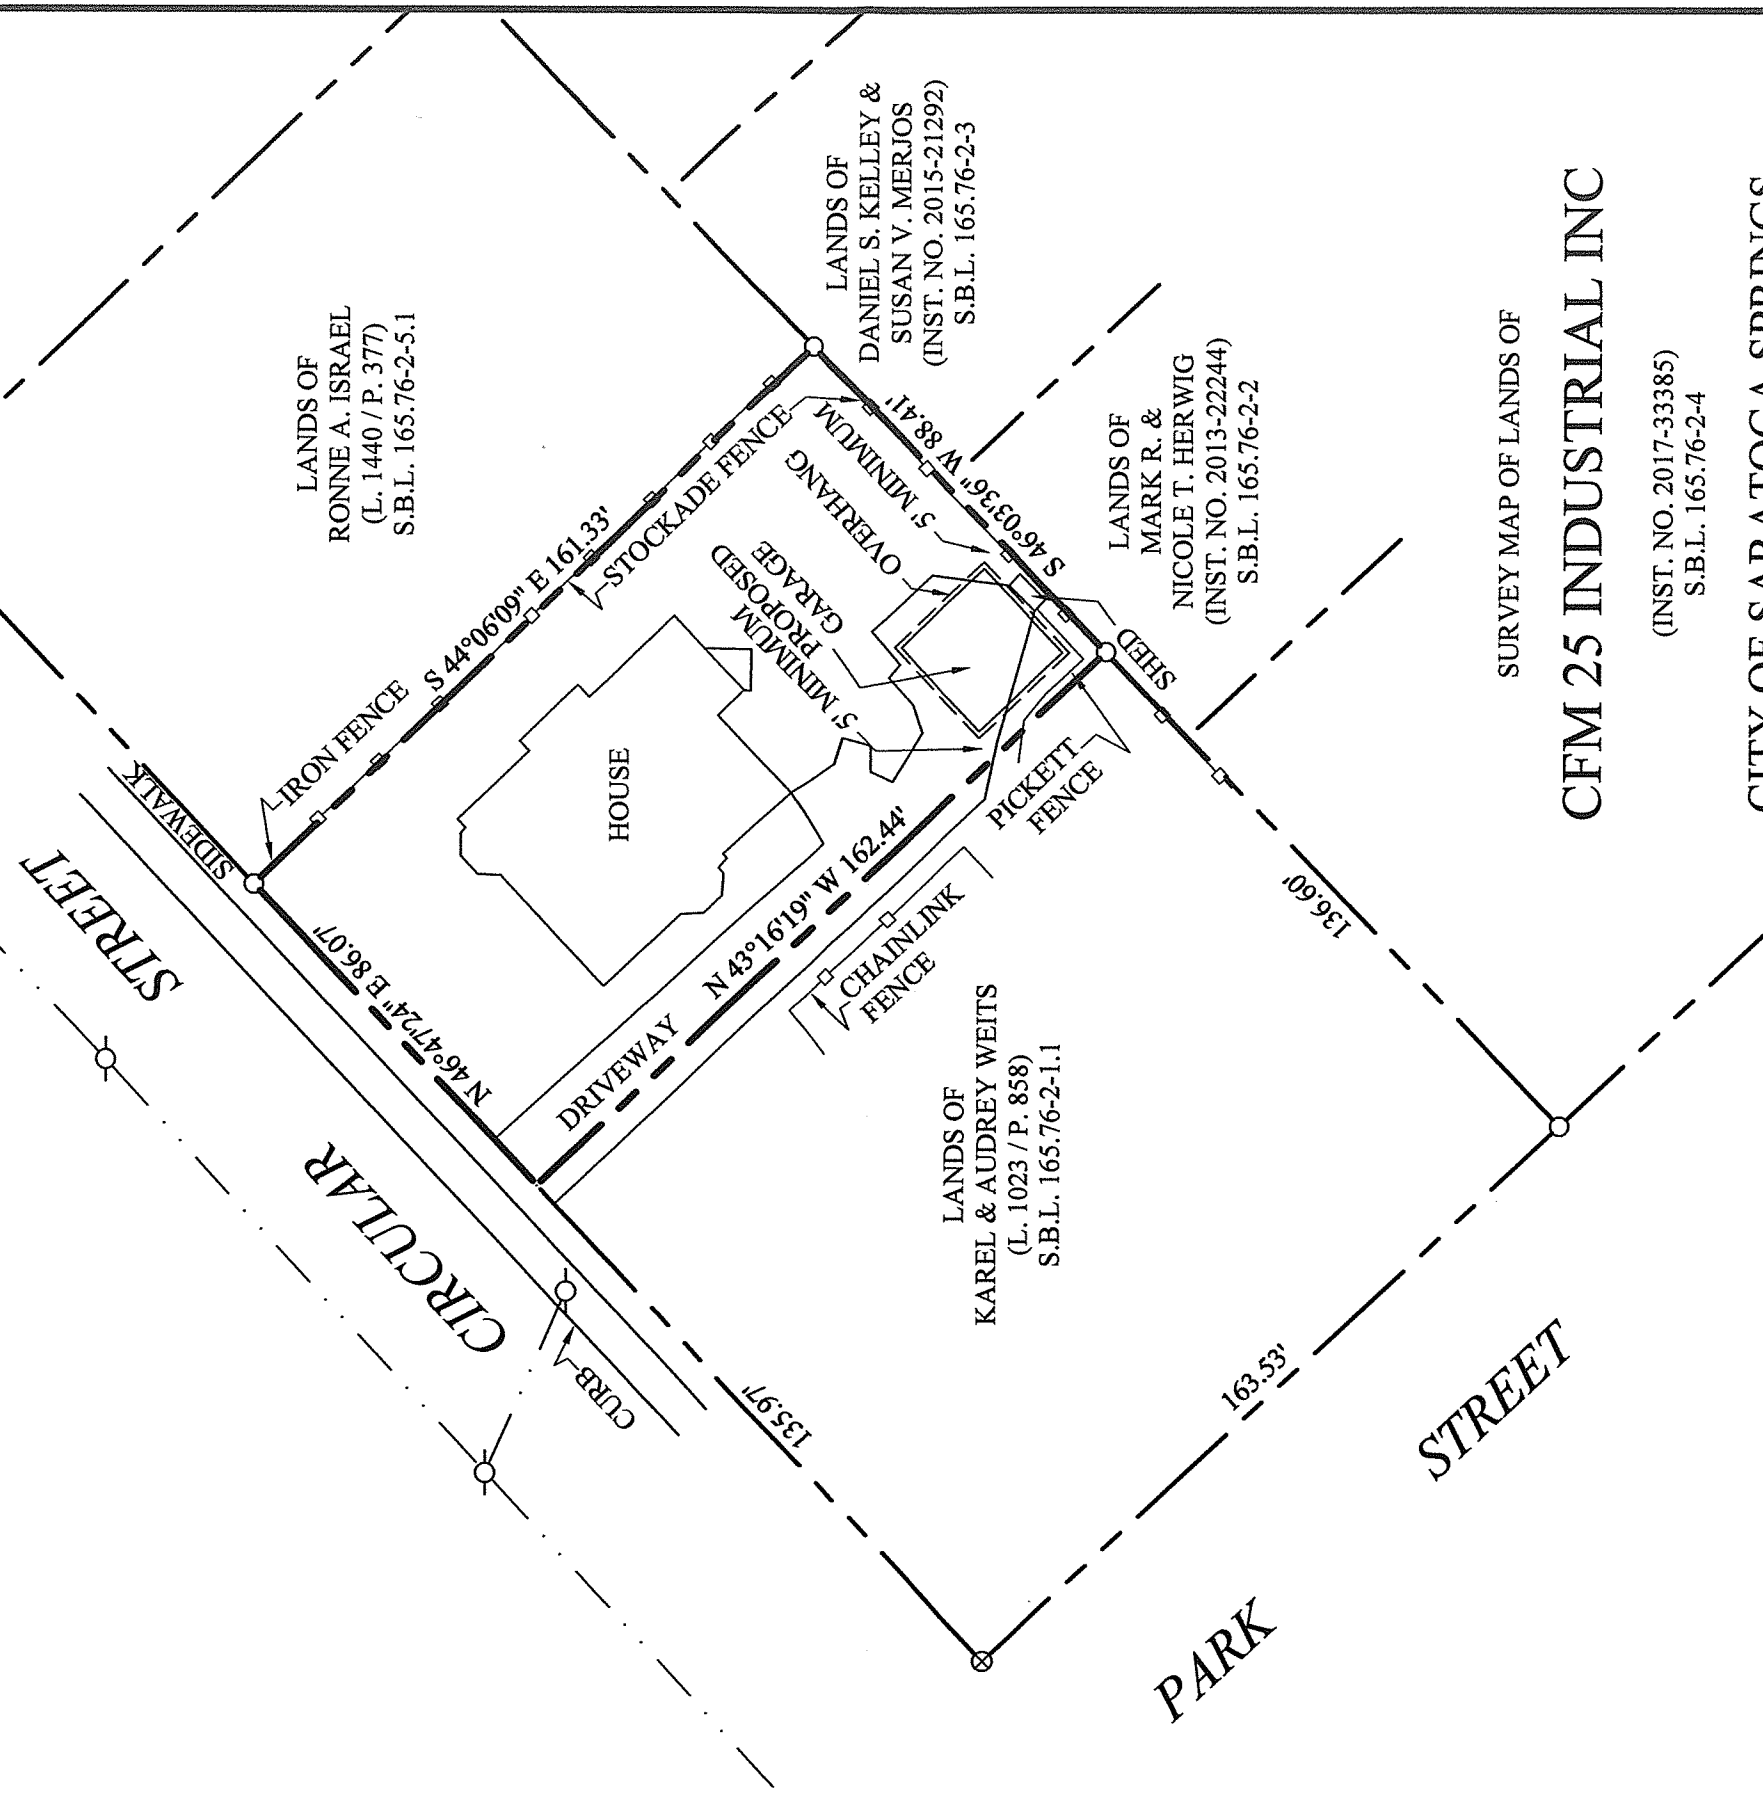 STREET
CIRCULAR
SIDEWALK
CURB
IRON FENCE
N 46°47'24" E 86.07'
135.97'
LANDS OF
RONNE A. ISRAEL
(L. 1440 / P. 377)
S.B.L. 165.76-2-5.1
S 44°06'09" E 161.33'
STOCKADE FENCE
HOUSE
DRIVEWAY
N 43°16'19" W 162.44'
CHAINLINK
FENCE
PICKETT
FENCE
5' MINIMUM
PROPOSED
GARAGE
OVERHANG
5' MINIMUM
S 46°03'36" W 88.41'
SHED
LANDS OF
DANIEL S. KELLEY &
SUSAN V. MERJOS
(INST. NO. 2015-21292)
S.B.L. 165.76-2-3
LANDS OF
MARK R. &
NICOLE T. HERWIG
(INST. NO. 2013-22244)
S.B.L. 165.76-2-2
LANDS OF
KAREL & AUDREY WEITS
(L. 1023 / P. 858)
S.B.L. 165.76-2-1.1
136.60'
163.53'
PARK
STREET
SURVEY MAP OF LANDS OF
CFM 25 INDUSTRIAL INC
(INST. NO. 2017-33385)
S.B.L. 165.76-2-4
CITY OF SARATOGA SPRINGS